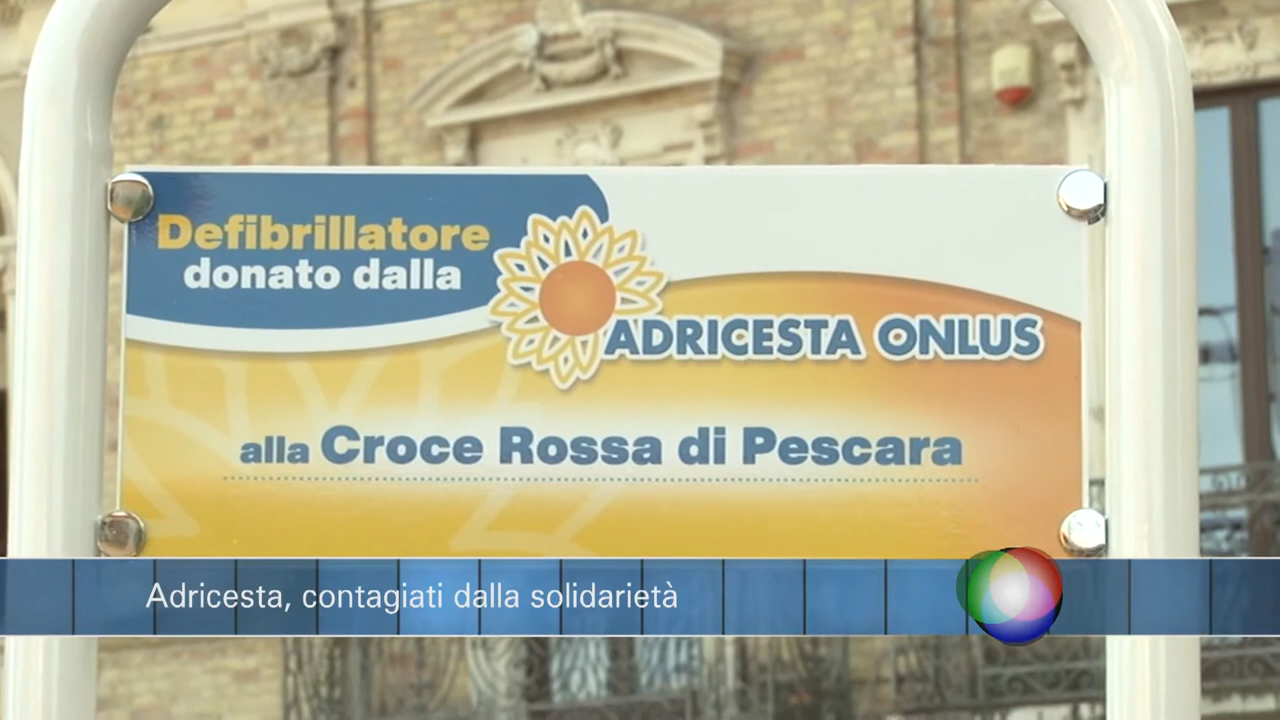 Defibrillatore
donato dalla
ADRICESTA ONLUS
alla Croce Rossa di Pescara
Adricesta, contagiati dalla solidarietà